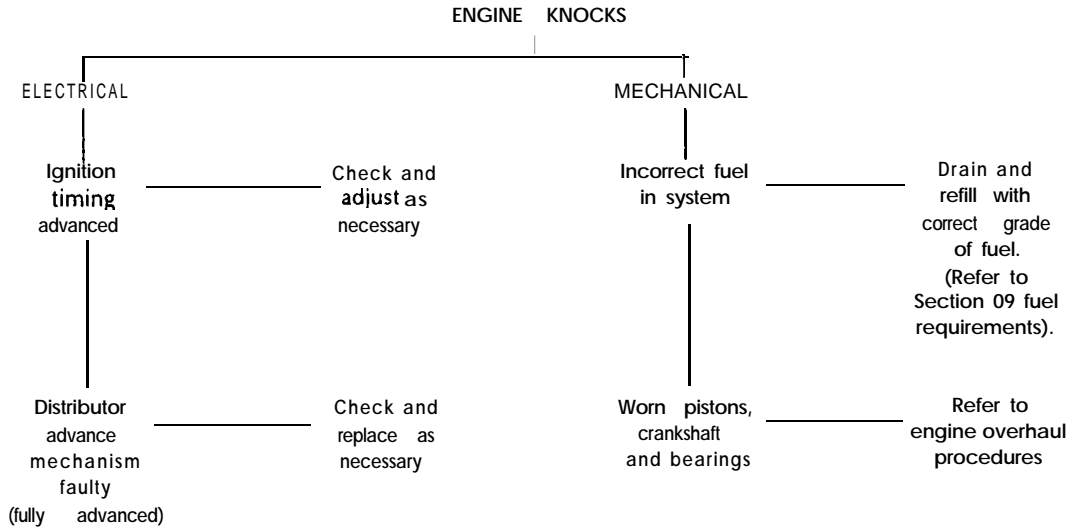 ENGINE KNOCKS
ELECTRICAL
MECHANICAL
Ignition
timing
advanced
Check and
adjust as
necessary
Incorrect fuel
in system
Drain and
refill with
correct grade
of fuel.
(Refer to
Section 09 fuel
requirements).
Distributor
advance
mechanism
faulty
(fully advanced)
Check and
replace as
necessary
Worn pistons,
crankshaft
and bearings
Refer to
engine overhaul
procedures